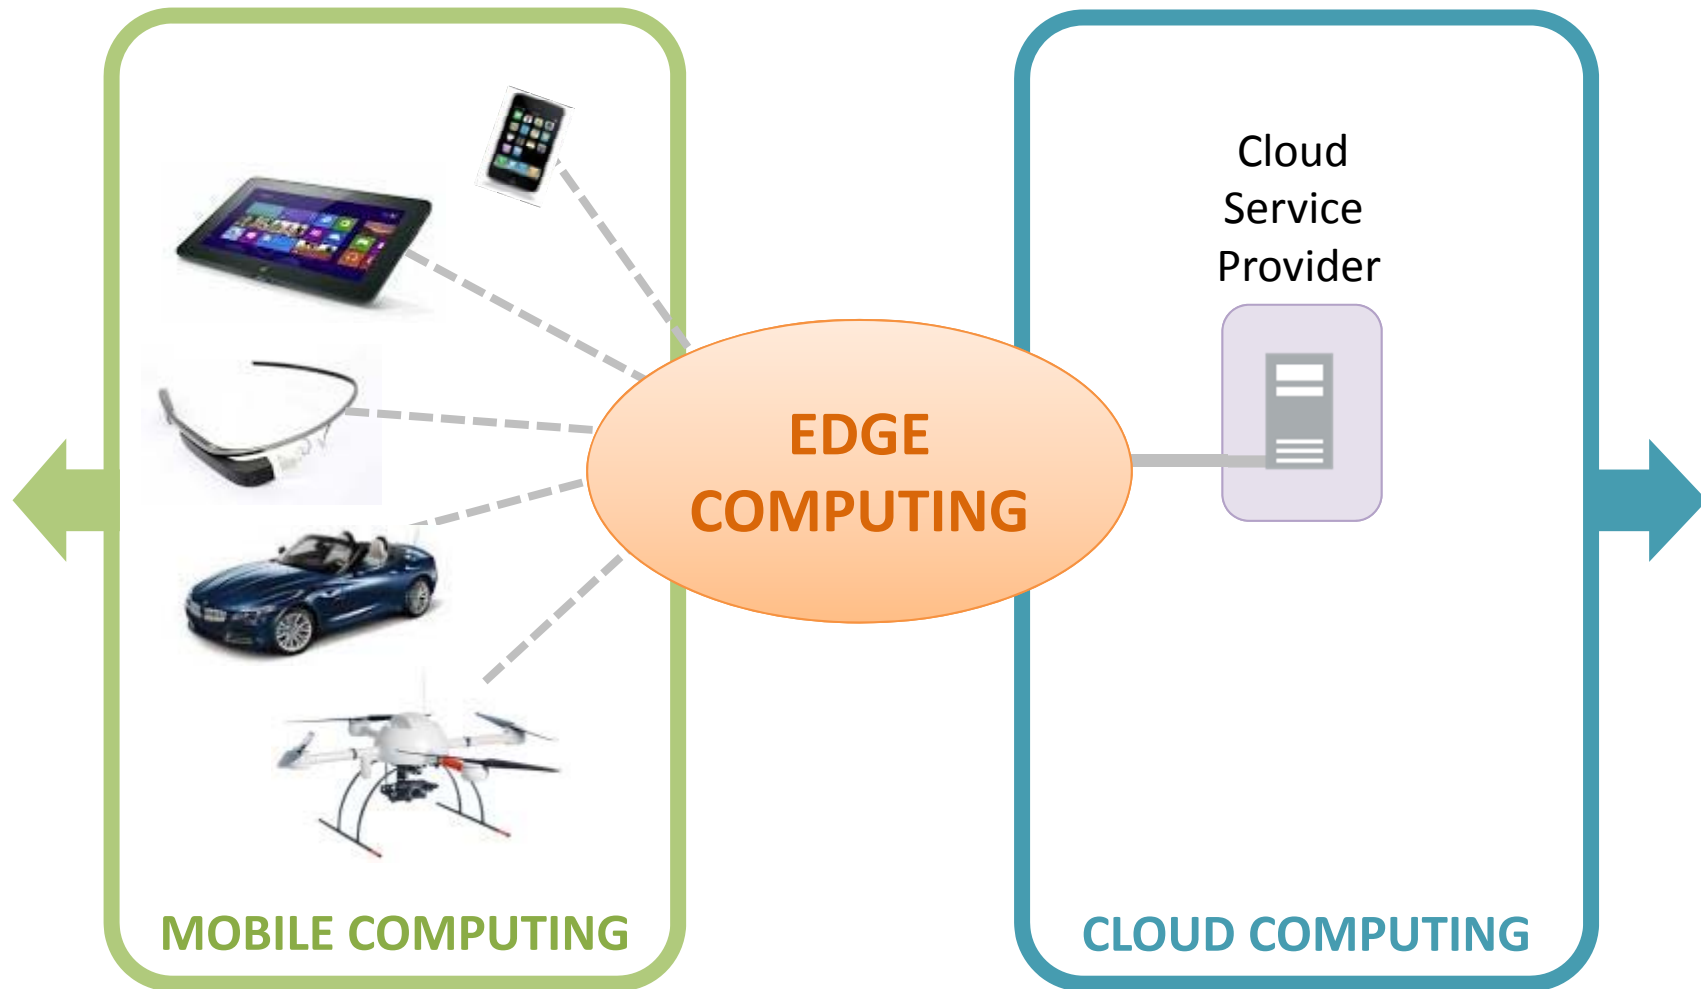 Cloud
Service
Provider
EDGE
COMPUTING
MOBILE COMPUTING
CLOUD COMPUTING